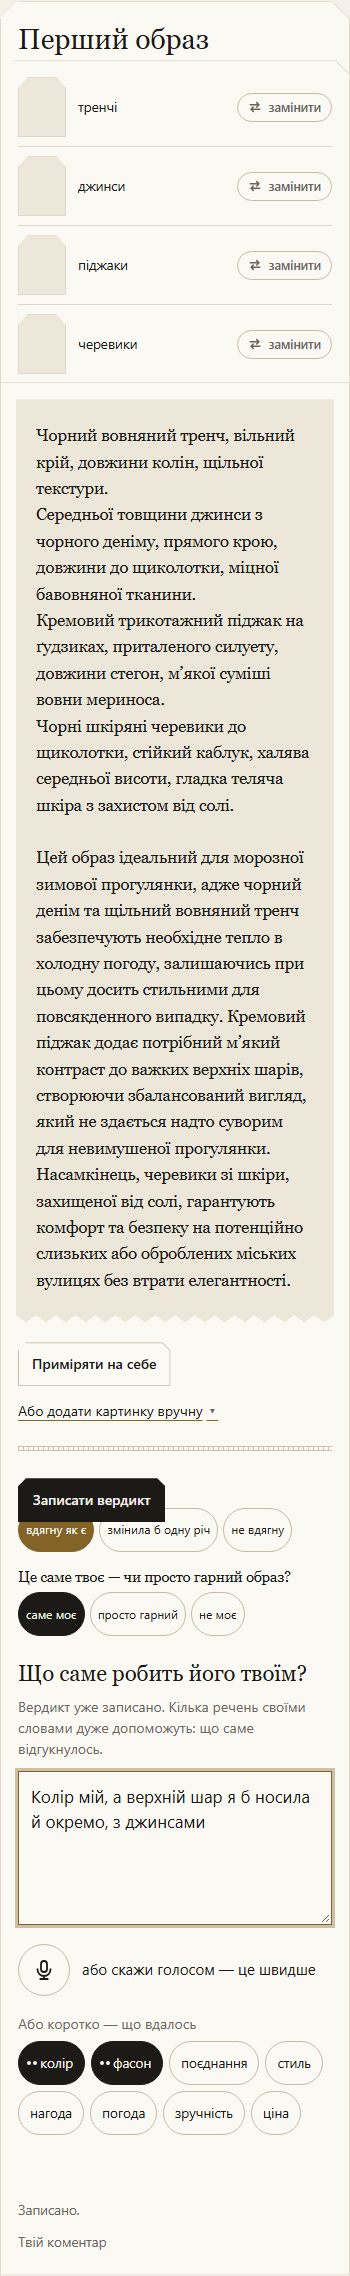 Перший образ
тренчі
замінити
джинси
замінити
піджаки
замінити
черевики
замінити
Чорний вовняний тренч, вільний
крій, довжини колін, щільної
текстури.
Середньої товщини джинси з
чорного деніму, прямого крою,
довжини до щиколотки, міцної
бавовняної тканини.
Кремовий трикотажний піджак на
ґудзиках, приталеного силуету,
довжини стегон, м’якої суміші
вовни мериноса.
Чорні шкіряні черевики до
щиколотки, стійкий каблук, халява
середньої висоти, гладка теляча
шкіра з захистом від солі.
Цей образ ідеальний для морозної
зимової прогулянки, адже чорний
денім та щільний вовняний тренч
забезпечують необхідне тепло в
холодну погоду, залишаючись при
цьому досить стильними для
повсякденного випадку. Кремовий
піджак додає потрібний м’який
контраст до важких верхніх шарів,
створюючи збалансований вигляд,
який не здається надто суворим
для невимушеної прогулянки.
Насамкінець, черевики зі шкіри,
захищеної від солі, гарантують
комфорт та безпеку на потенційно
слизьких або оброблених міських
вулицях без втрати елегантності.
Приміряти на себе
Або додати картинку вручну
Записати вердикт
вдягну як є
змінила б одну річ
не вдягну
Це саме твоє — чи просто гарний образ?
саме моє
просто гарний
не моє
Що саме робить його твоїм?
Вердикт уже записано. Кілька речень своїми
словами дуже допоможуть: що саме
відгукнулось.
Колір мій, а верхній шар я б носила
й окремо, з джинсами
або скажи голосом — це швидше
Або коротко — що вдалось
колір
фасон
поєднання
стиль
нагода
погода
зручність
ціна
Записано.
Твій коментар